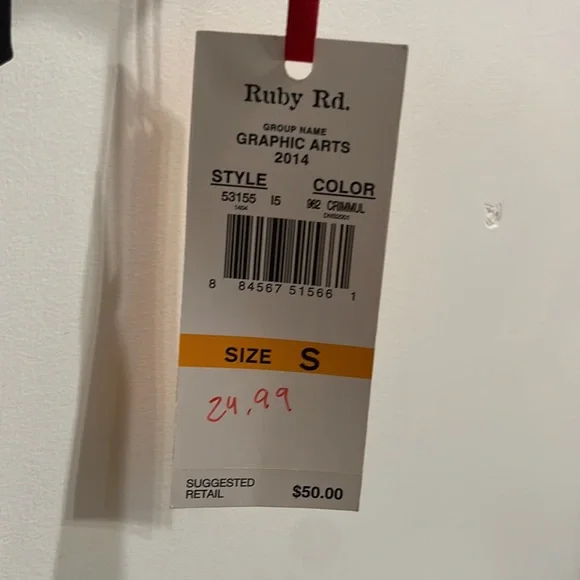 Ruby Rd.
GROUP NAME
GRAPHIC ARTS
2014
STYLE COLOR
53155 I5 962 CRIMMUL
1404
8 84567 51566 1
SIZE S
24.99
SUGGESTED
RETAIL $50.00